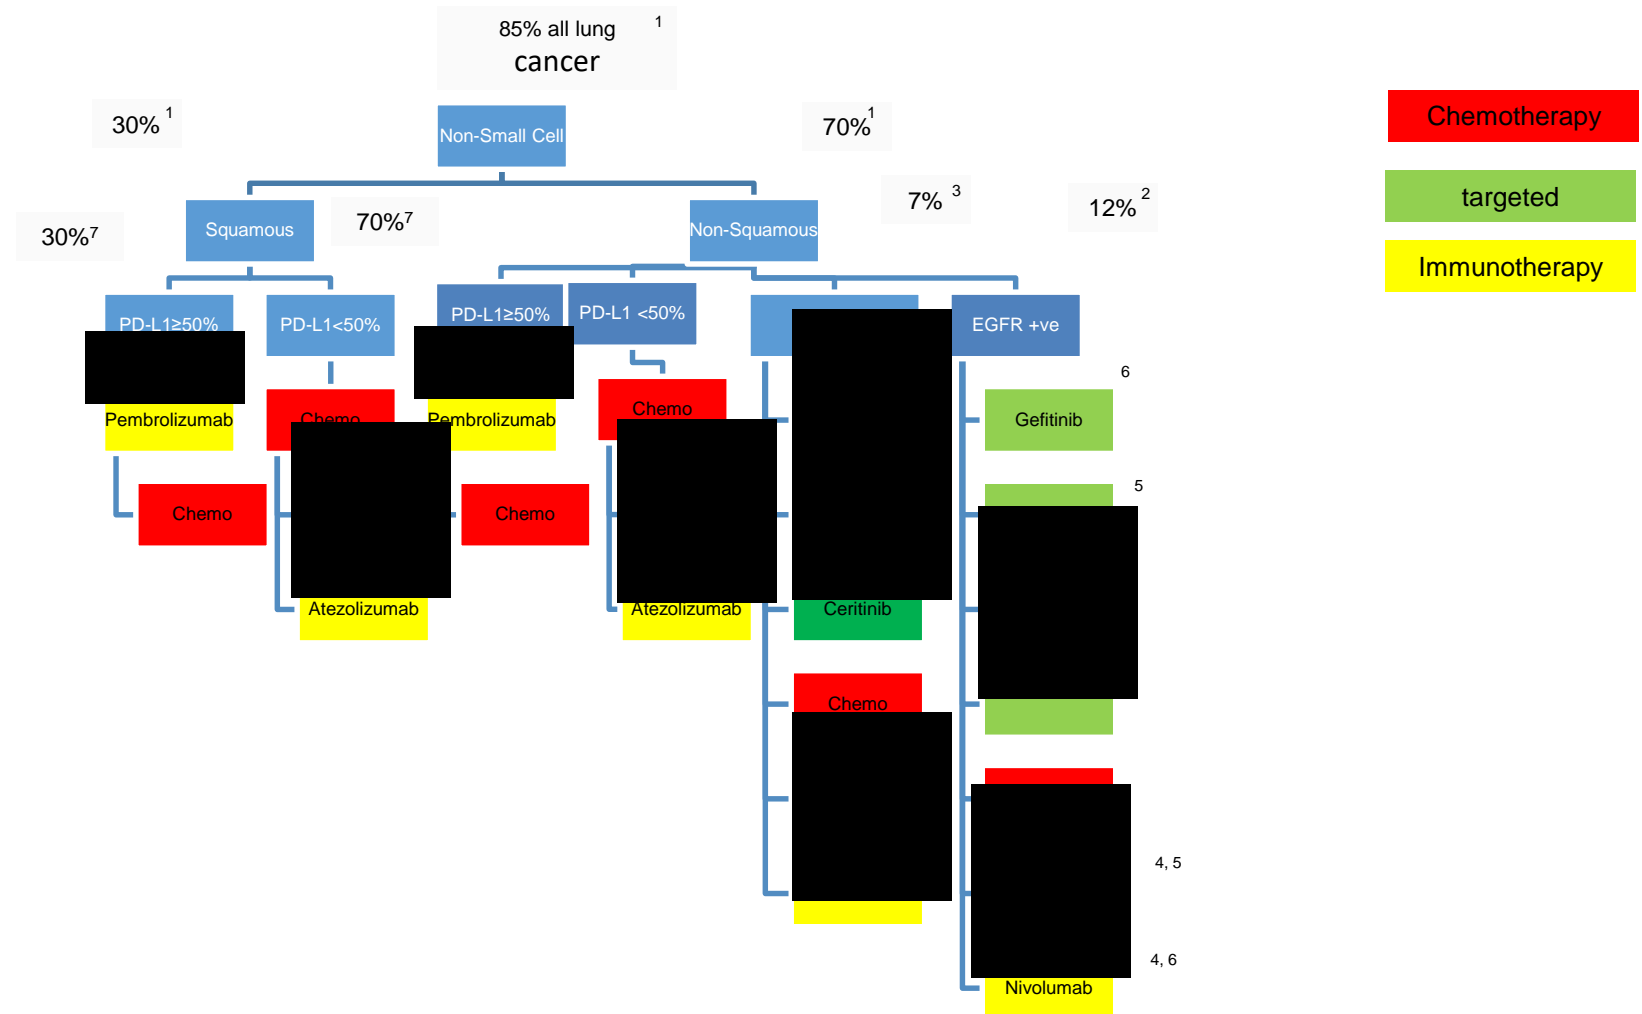 85% all lung 1
cancer
30% 1
Non-Small Cell
70% 1
Chemotherapy
targeted
Immunotherapy
30%7
Squamous
70%7
Non-Squamous
7% 3
12% 2
PD-L1≥50%
PD-L1<50%
PD-L1≥50%
PD-L1 <50%
EGFR +ve
6
Pembrolizumab
Chemo
Pembrolizumab
Chemo
Gefitinib
5
Chemo
Chemo
Atezolizumab
Atezolizumab
Ceritinib
Chemo
4, 5
4, 6
Nivolumab